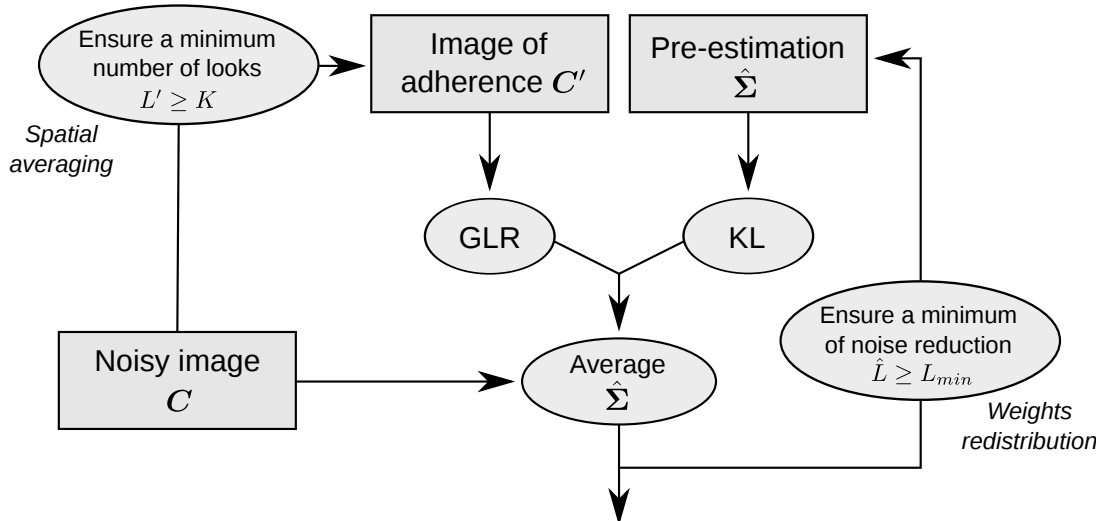 Ensure a minimum
number of looks
L′ ≥ K
Spatial
averaging
Image of
adherence C′
Pre-estimation
Σ̂
GLR
KL
Noisy image
C
Average
Σ̂
Ensure a minimum
of noise reduction
L̂ ≥ Lmin
Weights
redistribution